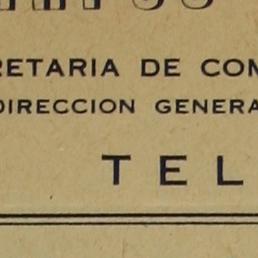 RETARIA DE COM
DIRECCION GENERA
TEL